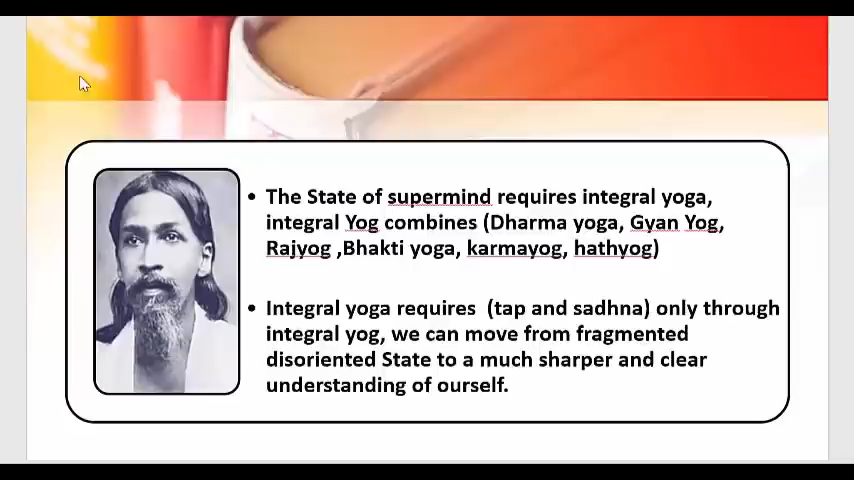 • The State of supermind requires integral yoga,
integral Yog combines (Dharma yoga, Gyan Yog,
Rajyog ,Bhakti yoga, karmayog, hathyog)
• Integral yoga requires (tap and sadhna) only through
integral yog, we can move from fragmented
disoriented State to a much sharper and clear
understanding of ourself.